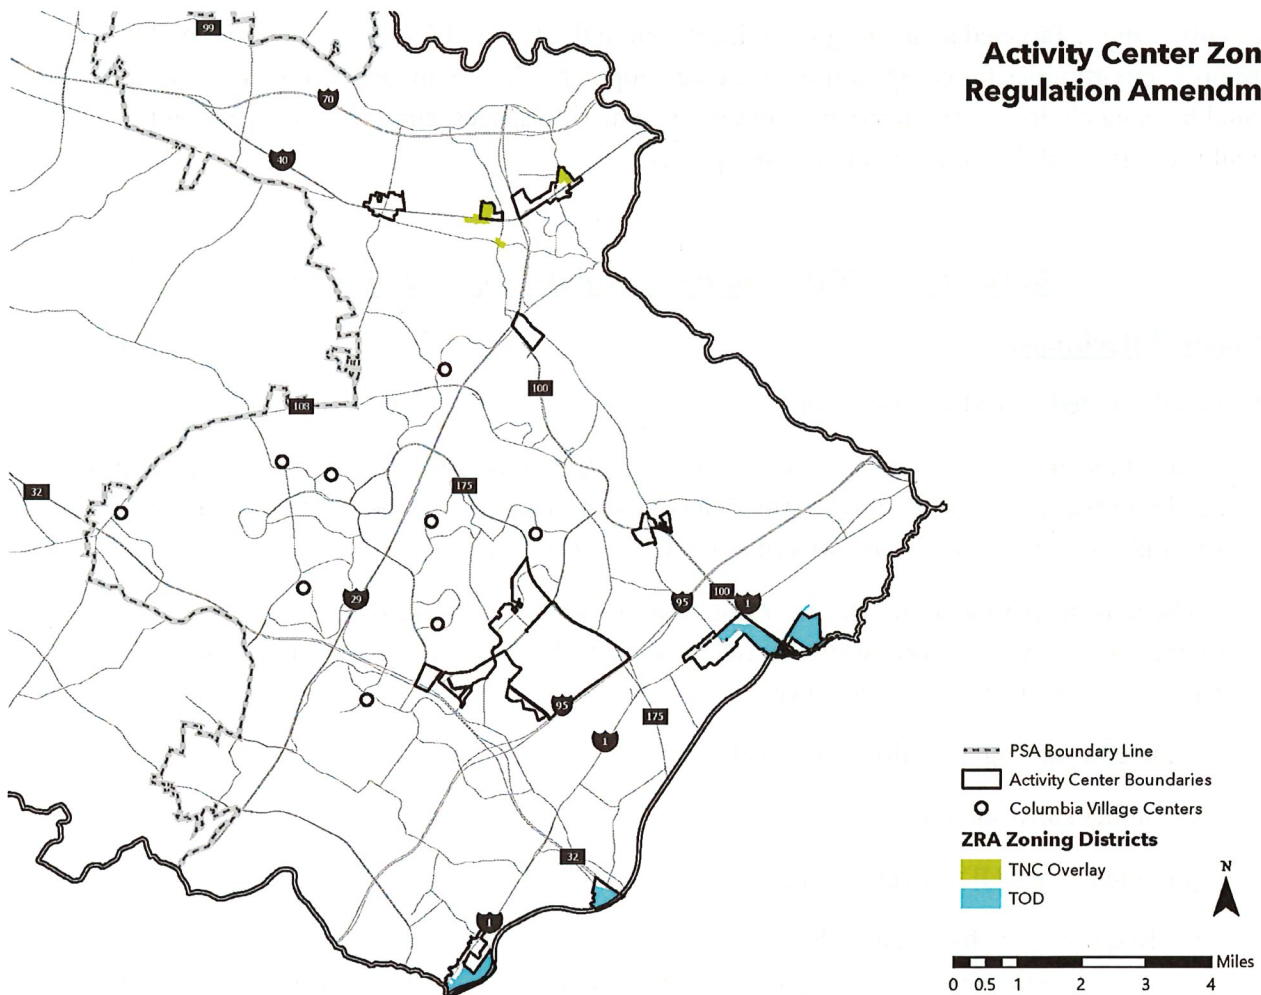 Activity Center Zon
Regulation Amendm
99
70
40
100
108
32
175
29
95
100
1
95
175
1
32
1
PSA Boundary Line
Activity Center Boundaries
Columbia Village Centers
ZRA Zoning Districts
TNC Overlay
TOD
N
Miles
0 0.5 1 2 3 4